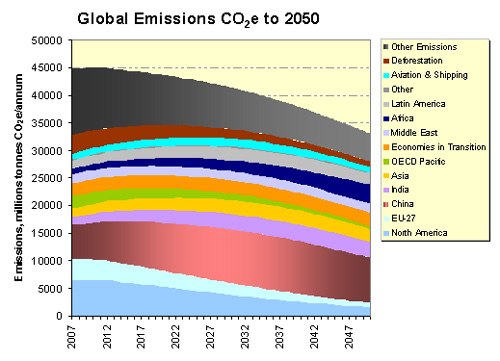 Global Emissions CO2e to 2050
Emissions, millions tonnes CO2e/annum
50000
45000
40000
35000
30000
25000
20000
15000
10000
5000
0
2007
2012
2017
2022
2027
2032
2037
2042
2047
Other Emissions
Deforestation
Aviation & Shipping
Other
Latin America
Africa
Middle East
Economies in Transition
OECD Pacific
Asia
India
China
EU-27
North America